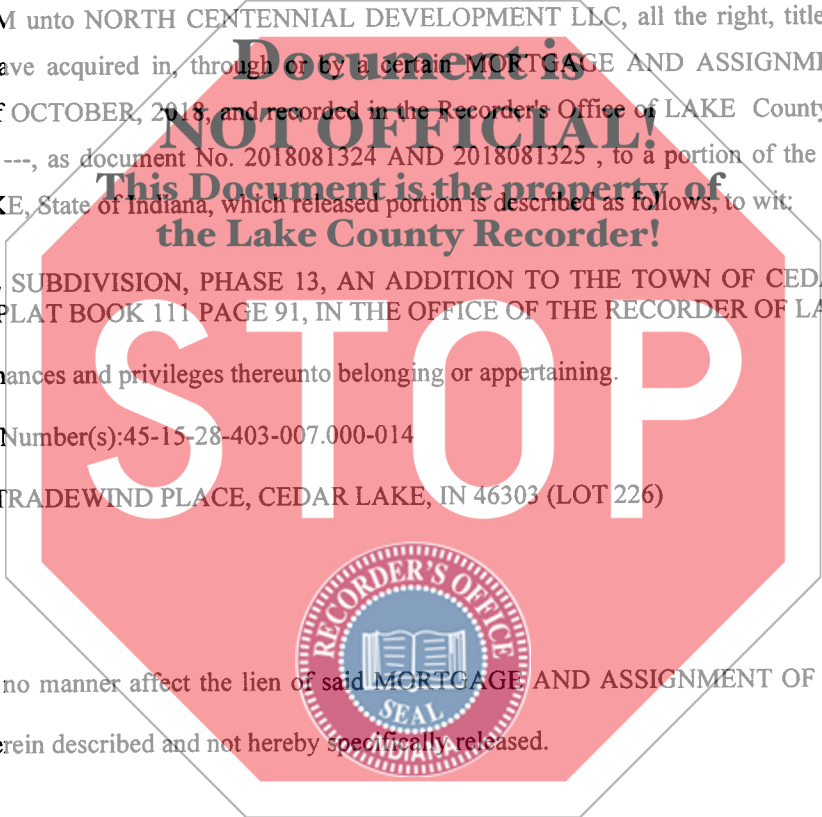 M unto NORTH CENTENNIAL DEVELOPMENT LLC, all the right, title
Document is
ave acquired in, through or by a certain MORTGAGE AND ASSIGNM
f OCTOBER, 2018, and recorded in the Recorder's Office of LAKE County
NOT OFFICIAL!
---, as document No. 2018081324 AND 2018081325 , to a portion of the
This Document is the property of
KE, State of Indiana, which released portion is described as follows, to wit:
the Lake County Recorder!
SUBDIVISION, PHASE 13, AN ADDITION TO THE TOWN OF CEDA
PLAT BOOK 111 PAGE 91, IN THE OFFICE OF THE RECORDER OF LA
STOP
nances and privileges thereunto belonging or appertaining.
Number(s):45-15-28-403-007.000-014
TRADEWIND PLACE, CEDAR LAKE, IN 46303 (LOT 226)
RECORDER'S OFFICE
no manner affect the lien of said MORTGAGE AND ASSIGNMENT OF
SEAL
INDIANA
erein described and not hereby specifically released.